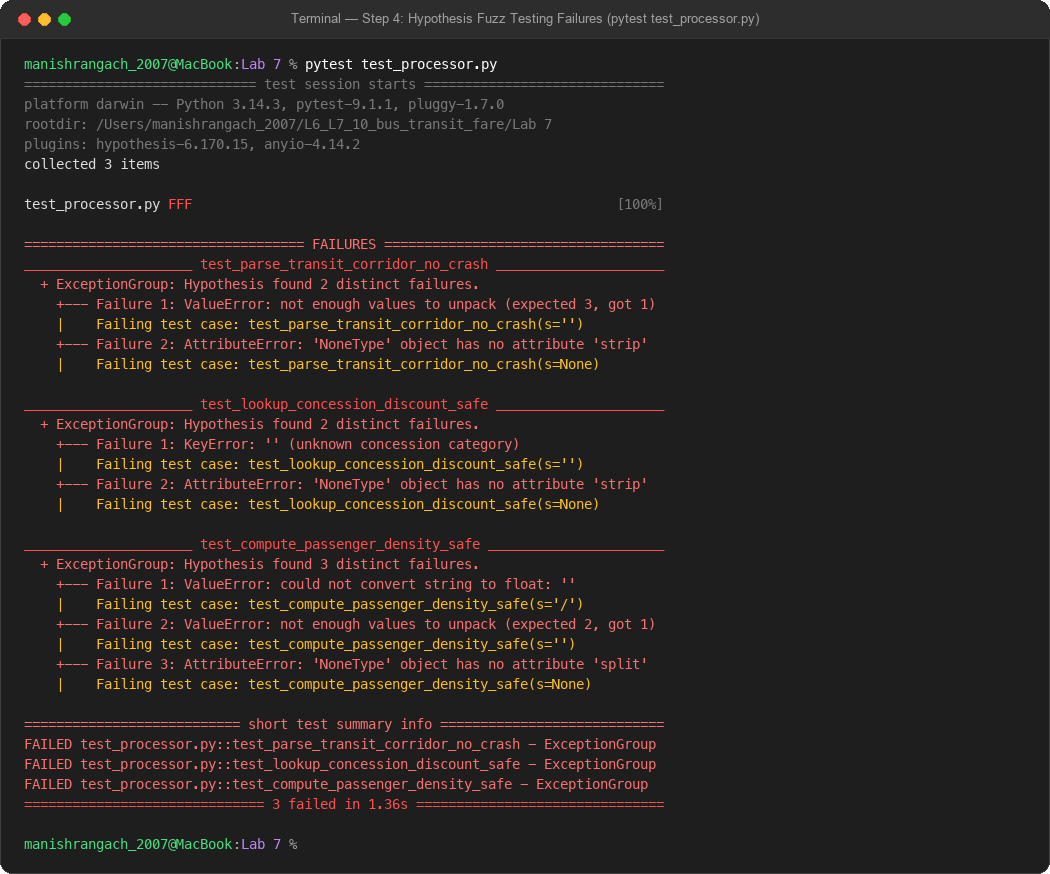 Terminal — Step 4: Hypothesis Fuzz Testing Failures (pytest test_processor.py)
manishrangach_2007@MacBook:Lab 7 % pytest test_processor.py
============================= test session starts ==============================
platform darwin -- Python 3.14.3, pytest-9.1.1, pluggy-1.7.0
rootdir: /Users/manishrangach_2007/L6_L7_10_bus_transit_fare/Lab 7
plugins: hypothesis-6.170.15, anyio-4.14.2
collected 3 items
test_processor.py FFF [100%]
=================================== FAILURES ===================================
_____________________ test_parse_transit_corridor_no_crash _____________________
+ ExceptionGroup: Hypothesis found 2 distinct failures.
+--- Failure 1: ValueError: not enough values to unpack (expected 3, got 1)
|    Failing test case: test_parse_transit_corridor_no_crash(s='')
+--- Failure 2: AttributeError: 'NoneType' object has no attribute 'strip'
|    Failing test case: test_parse_transit_corridor_no_crash(s=None)
_____________________ test_lookup_concession_discount_safe _____________________
+ ExceptionGroup: Hypothesis found 2 distinct failures.
+--- Failure 1: KeyError: '' (unknown concession category)
|    Failing test case: test_lookup_concession_discount_safe(s='')
+--- Failure 2: AttributeError: 'NoneType' object has no attribute 'strip'
|    Failing test case: test_lookup_concession_discount_safe(s=None)
_____________________ test_compute_passenger_density_safe ______________________
+ ExceptionGroup: Hypothesis found 3 distinct failures.
+--- Failure 1: ValueError: could not convert string to float: ''
|    Failing test case: test_compute_passenger_density_safe(s='/')
+--- Failure 2: ValueError: not enough values to unpack (expected 2, got 1)
|    Failing test case: test_compute_passenger_density_safe(s='')
+--- Failure 3: AttributeError: 'NoneType' object has no attribute 'split'
|    Failing test case: test_compute_passenger_density_safe(s=None)
=========================== short test summary info ============================
FAILED test_processor.py::test_parse_transit_corridor_no_crash - ExceptionGroup
FAILED test_processor.py::test_lookup_concession_discount_safe - ExceptionGroup
FAILED test_processor.py::test_compute_passenger_density_safe - ExceptionGroup
============================== 3 failed in 1.36s ===============================
manishrangach_2007@MacBook:Lab 7 %